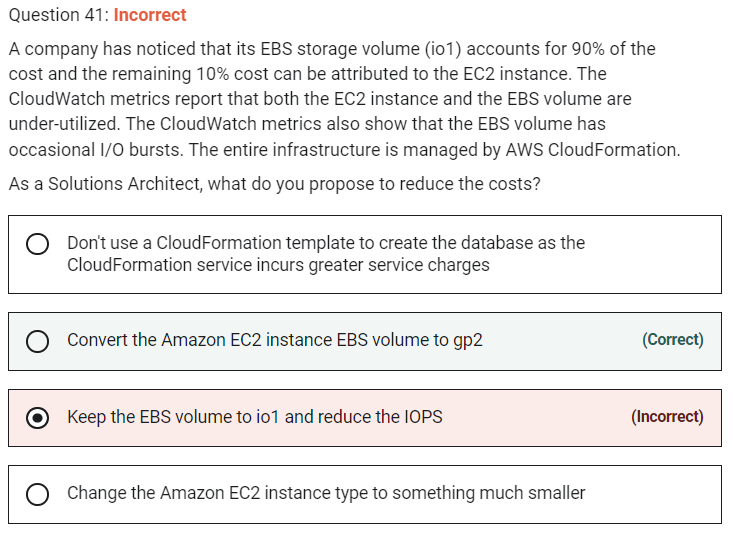 Question 41: Incorrect
A company has noticed that its EBS storage volume (io1) accounts for 90% of the
cost and the remaining 10% cost can be attributed to the EC2 instance. The
CloudWatch metrics report that both the EC2 instance and the EBS volume are
under-utilized. The CloudWatch metrics also show that the EBS volume has
occasional I/O bursts. The entire infrastructure is managed by AWS CloudFormation.
As a Solutions Architect, what do you propose to reduce the costs?
Don't use a CloudFormation template to create the database as the
CloudFormation service incurs greater service charges
Convert the Amazon EC2 instance EBS volume to gp2 (Correct)
Keep the EBS volume to io1 and reduce the IOPS (Incorrect)
Change the Amazon EC2 instance type to something much smaller